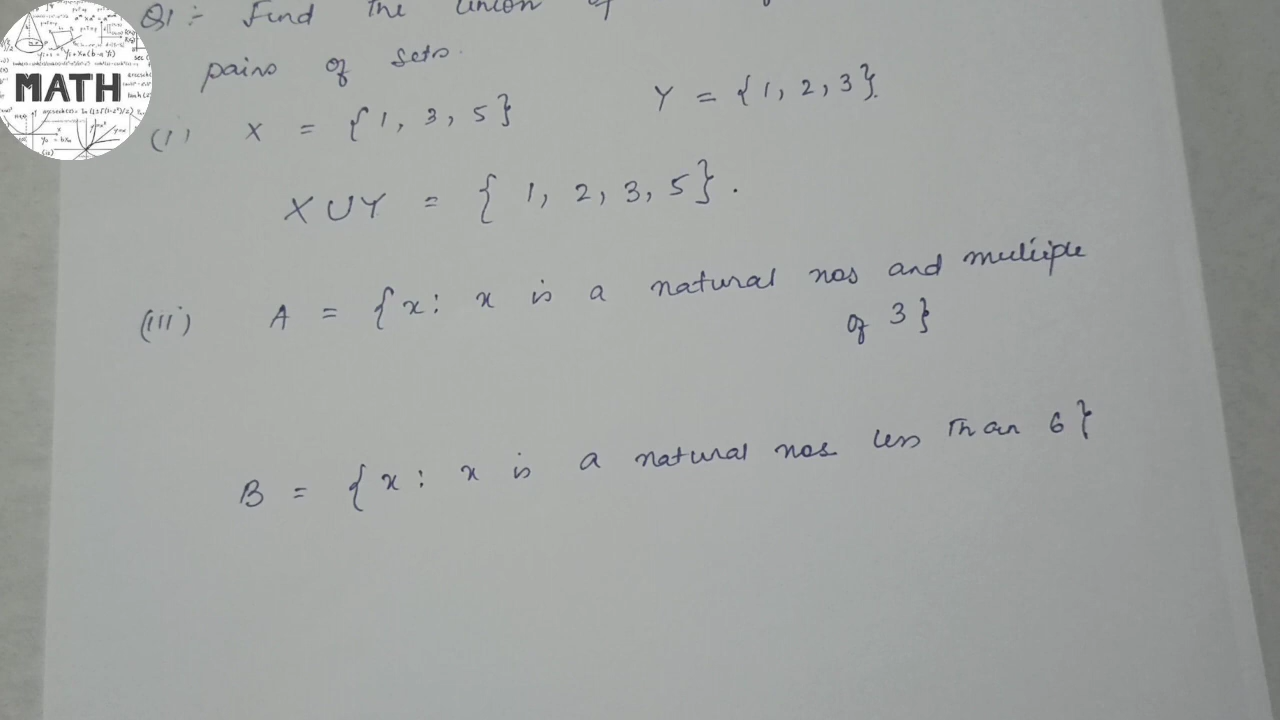 Q1:- Find the union of
pairs of sets.
MATH
(i) X = {1, 3, 5} Y = {1, 2, 3}.
X ∪ Y = { 1, 2, 3, 5}.
(iii) A = {x: x is a natural nos and multiple
of 3}
B = {x: x is a natural nos less than 6}